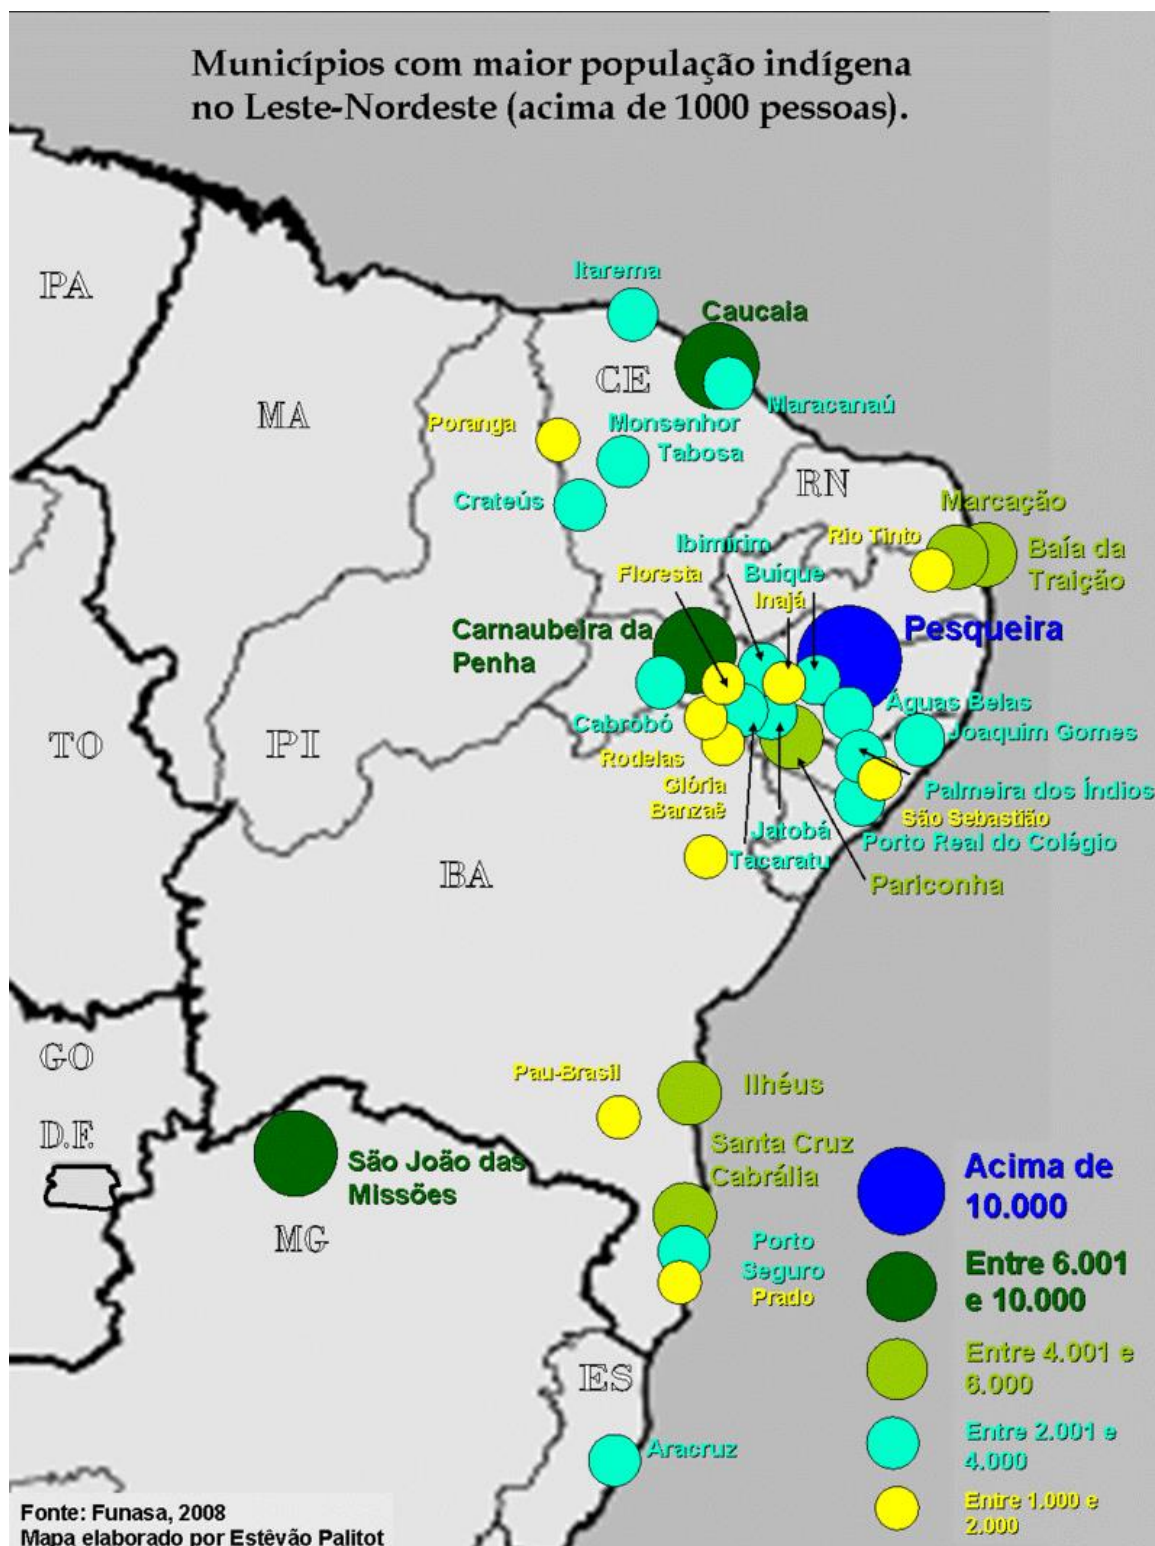 Municípios com maior população indígena
no Leste-Nordeste (acima de 1000 pessoas).
PA
Itarema
Caucaia
CE
MA
Maracanaú
Poranga
Monsenhor
Tabosa
RN
Crateús
Marcação
Rio Tinto
Ibimirim
Baía da
Traição
Floresta
Buíque
Inajá
Carnaubeira da
Penha
Pesqueira
Águas Belas
Cabrobó
Joaquim Gomes
TO
PI
Rodelas
Glória
Palmeira dos Índios
Banzaê
São Sebastião
Jatobá
Porto Real do Colégio
Tacaratu
BA
Pariconha
GO
Pau-Brasil
Ilhéus
D.F.
Santa Cruz
Cabrália
São João das
Missões
MG
Porto
Seguro
Prado
ES
Aracruz
Acima de
10.000
Entre 6.001
e 10.000
Entre 4.001 e
6.000
Entre 2.001 e
4.000
Entre 1.000 e
2.000
Fonte: Funasa, 2008
Mapa elaborado por Estêvão Palitot